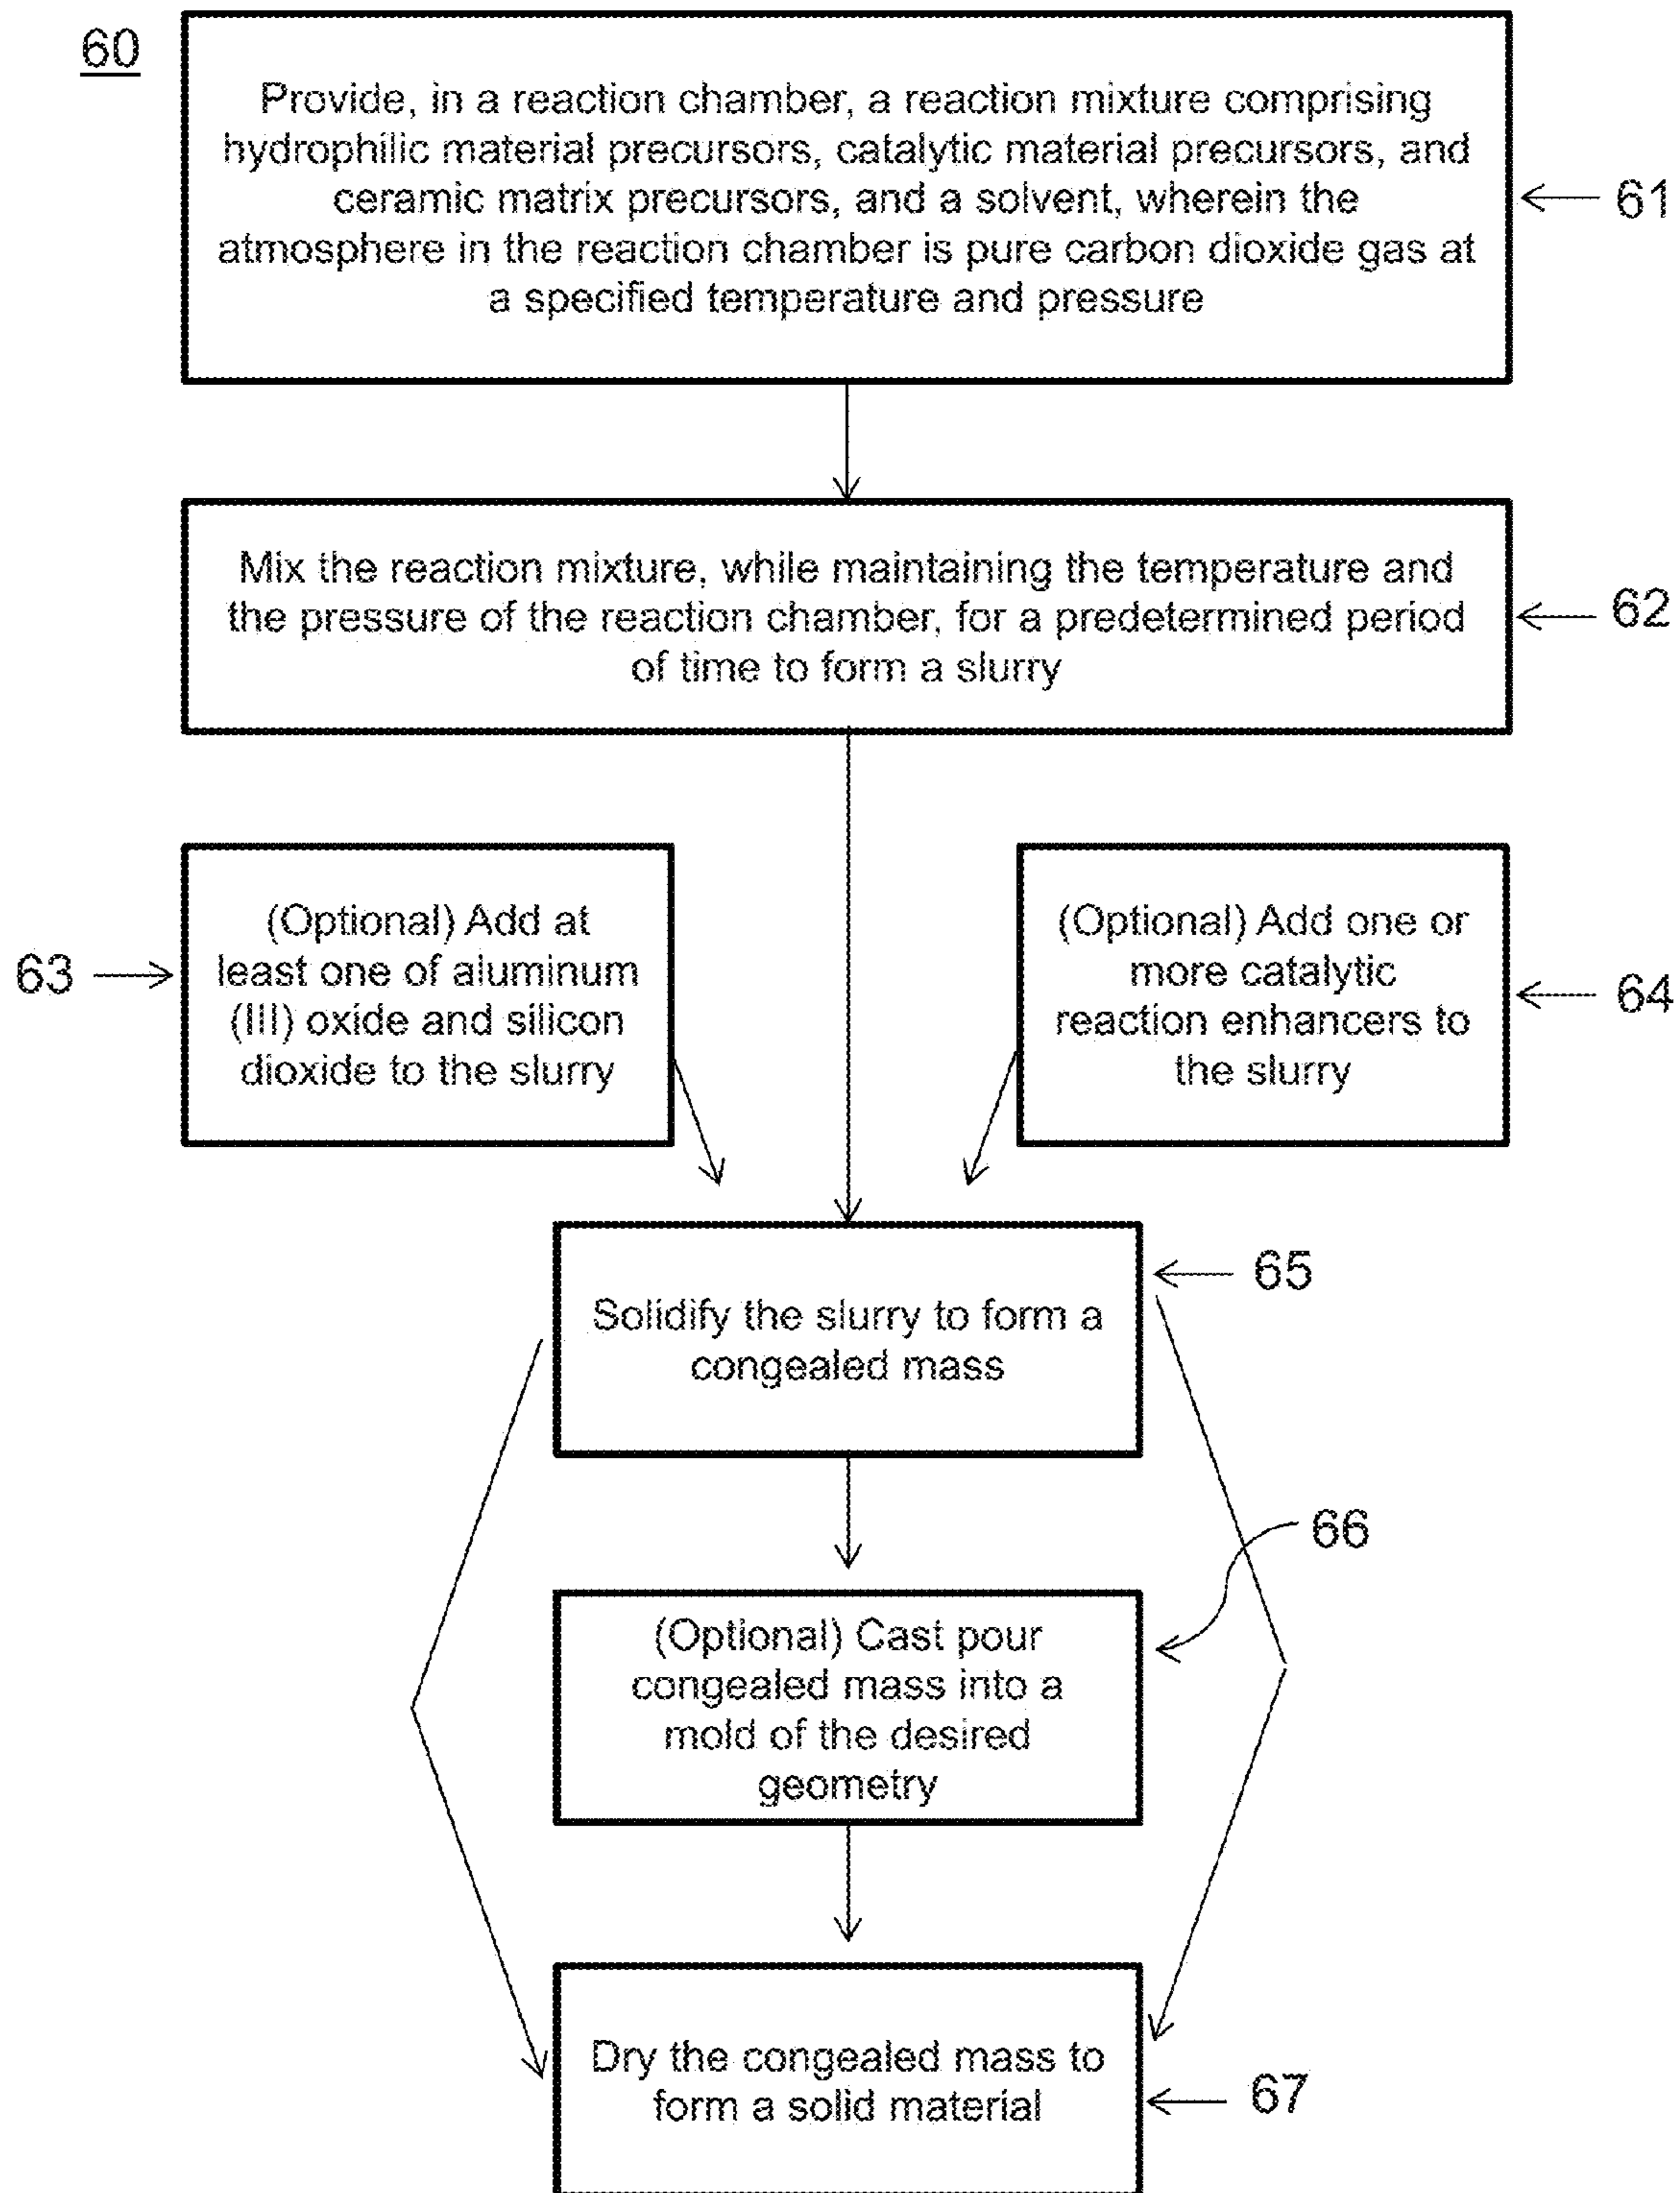 60
Provide, in a reaction chamber, a reaction mixture comprising
hydrophilic material precursors, catalytic material precursors, and
ceramic matrix precursors, and a solvent, wherein the
atmosphere in the reaction chamber is pure carbon dioxide gas at
a specified temperature and pressure
61
Mix the reaction mixture, while maintaining the temperature and
the pressure of the reaction chamber, for a predetermined period
of time to form a slurry
62
63
(Optional) Add at
least one of aluminum
(III) oxide and silicon
dioxide to the slurry
(Optional) Add one or
more catalytic
reaction enhancers to
the slurry
64
Solidify the slurry to form a
congealed mass
65
(Optional) Cast pour
congealed mass into a
mold of the desired
geometry
66
Dry the congealed mass to
form a solid material
67